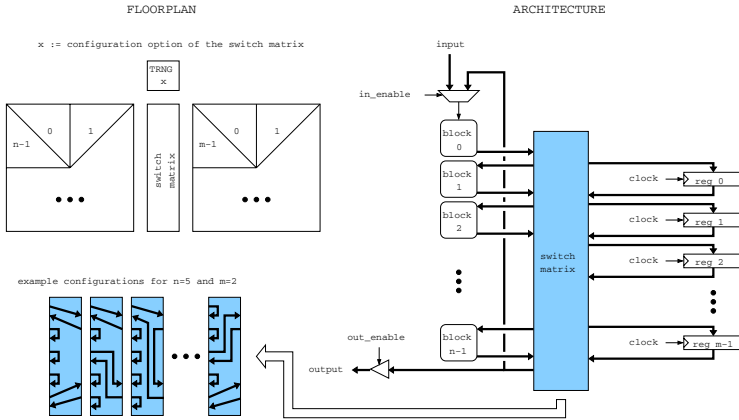 FLOORPLAN
x := configuration option of the switch matrix
TRNG
x
n-1
0
1
switch
matrix
m-1
0
1
example configurations for n=5 and m=2
ARCHITECTURE
input
in_enable
block
0
block
1
block
2
block
n-1
switch
matrix
clock
reg 0
clock
reg 1
clock
reg 2
clock
reg m-1
out_enable
output